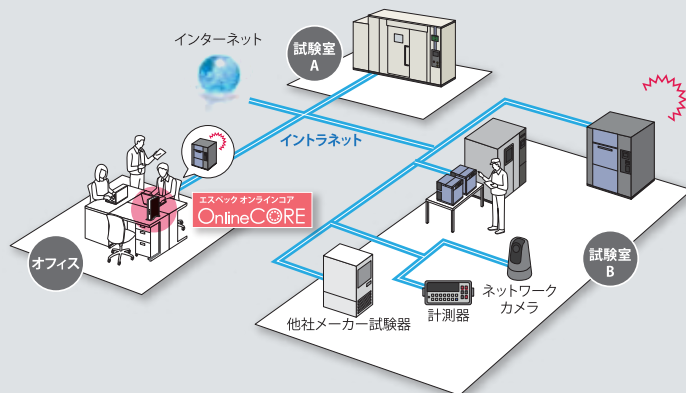 インターネット
試験室
A
イントラネット
エスペック オンラインコア
OnlineCORE
オフィス
試験室
B
ネットワーク
カメラ
計測器
他社メーカー試験器